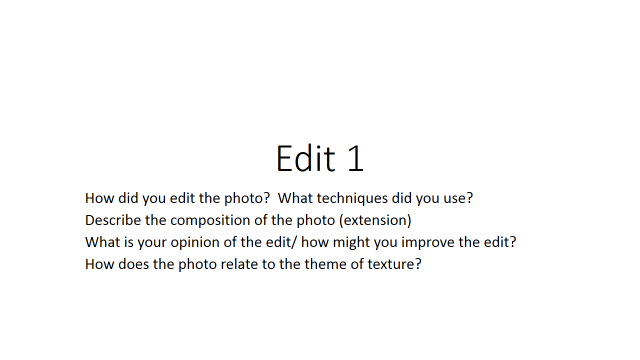 Edit 1
How did you edit the photo?  What techniques did you use?
Describe the composition of the photo (extension)
What is your opinion of the edit/ how might you improve the edit?
How does the photo relate to the theme of texture?